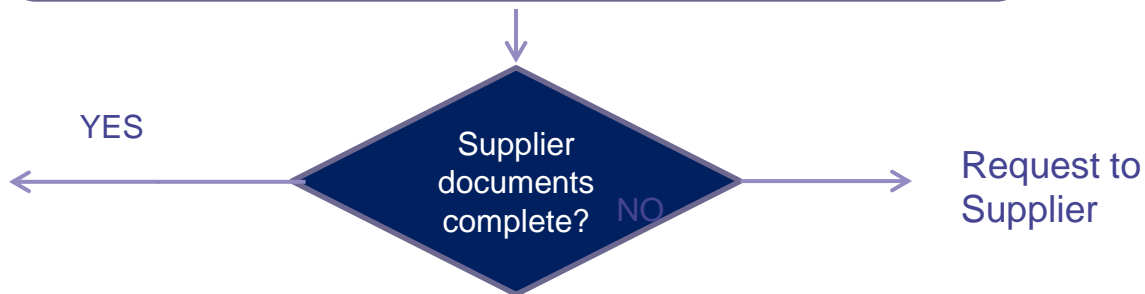 YES
Supplier
documents
complete?
NO
Request to
Supplier